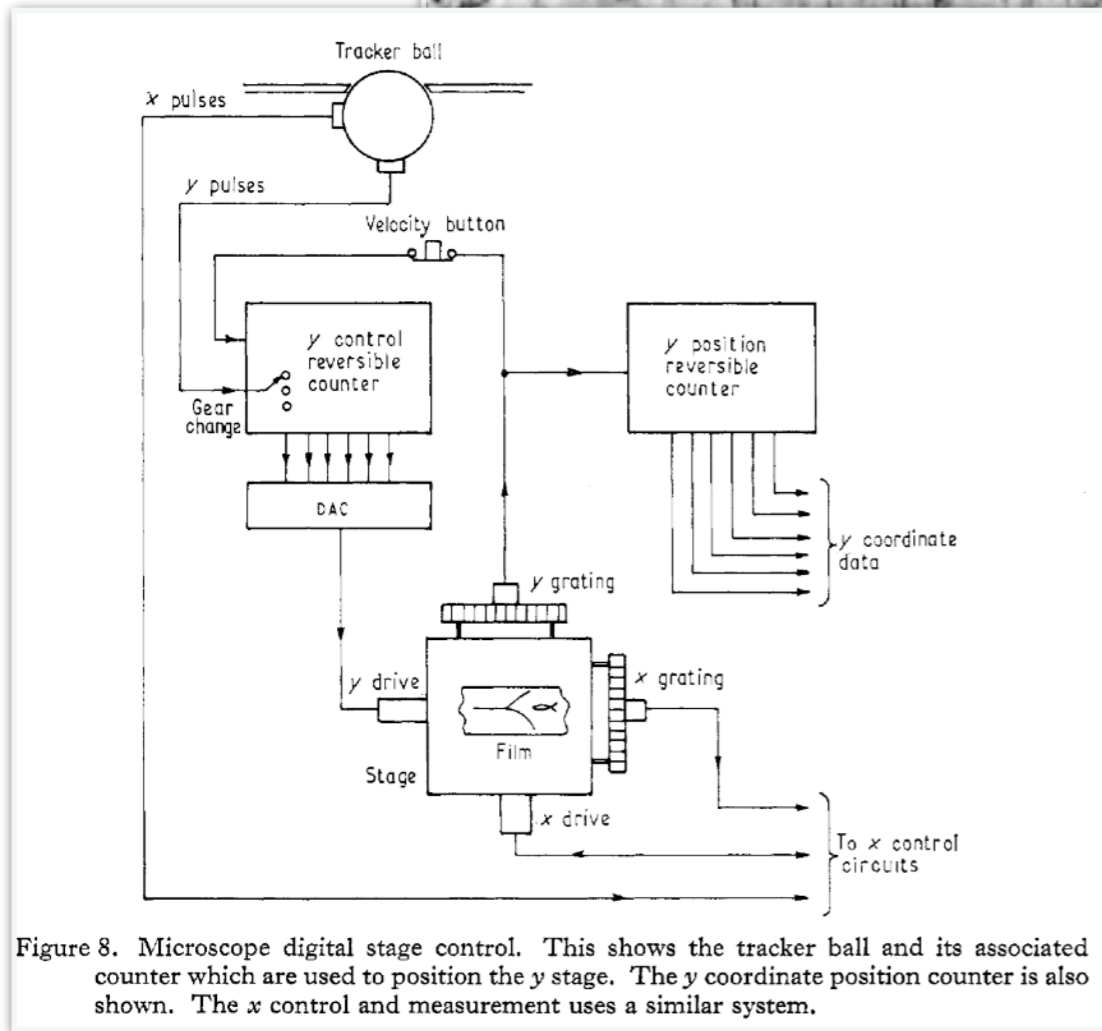 Tracker ball
x pulses
y pulses
Velocity button
y control
reversible
counter
Gear
change
y position
reversible
counter
DAC
y coordinate
data
y grating
x grating
y drive
Film
Stage
x drive
To x control
circuits
Figure 8. Microscope digital stage control. This shows the tracker ball and its associated
counter which are used to position the y stage. The y coordinate position counter is also
shown. The x control and measurement uses a similar system.